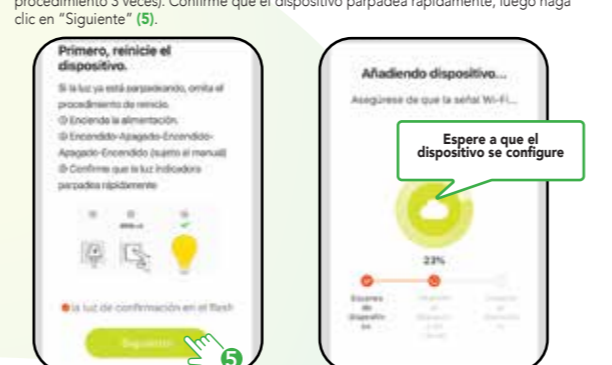 procedimiento 3 veces). Confirme que el dispositivo parpadea rápidamente, luego haga
clic en “Siguiente” (5).
Primero, reinicie el
dispositivo.
Si la luz ya está parpadeando, omita el
procedimiento de reinicio.
① Encienda la alimentación.
② Encendido-Apagado-Encendido-
Apagado-Encendido (sujeto al manual)
③ Confirme que la luz indicadora
parpadea rápidamente
la luz de confirmación en el flash
Siguiente
5
Añadiendo dispositivo...
Asegúrese de que la señal Wi-Fi...
Espere a que el
dispositivo se configure
23%